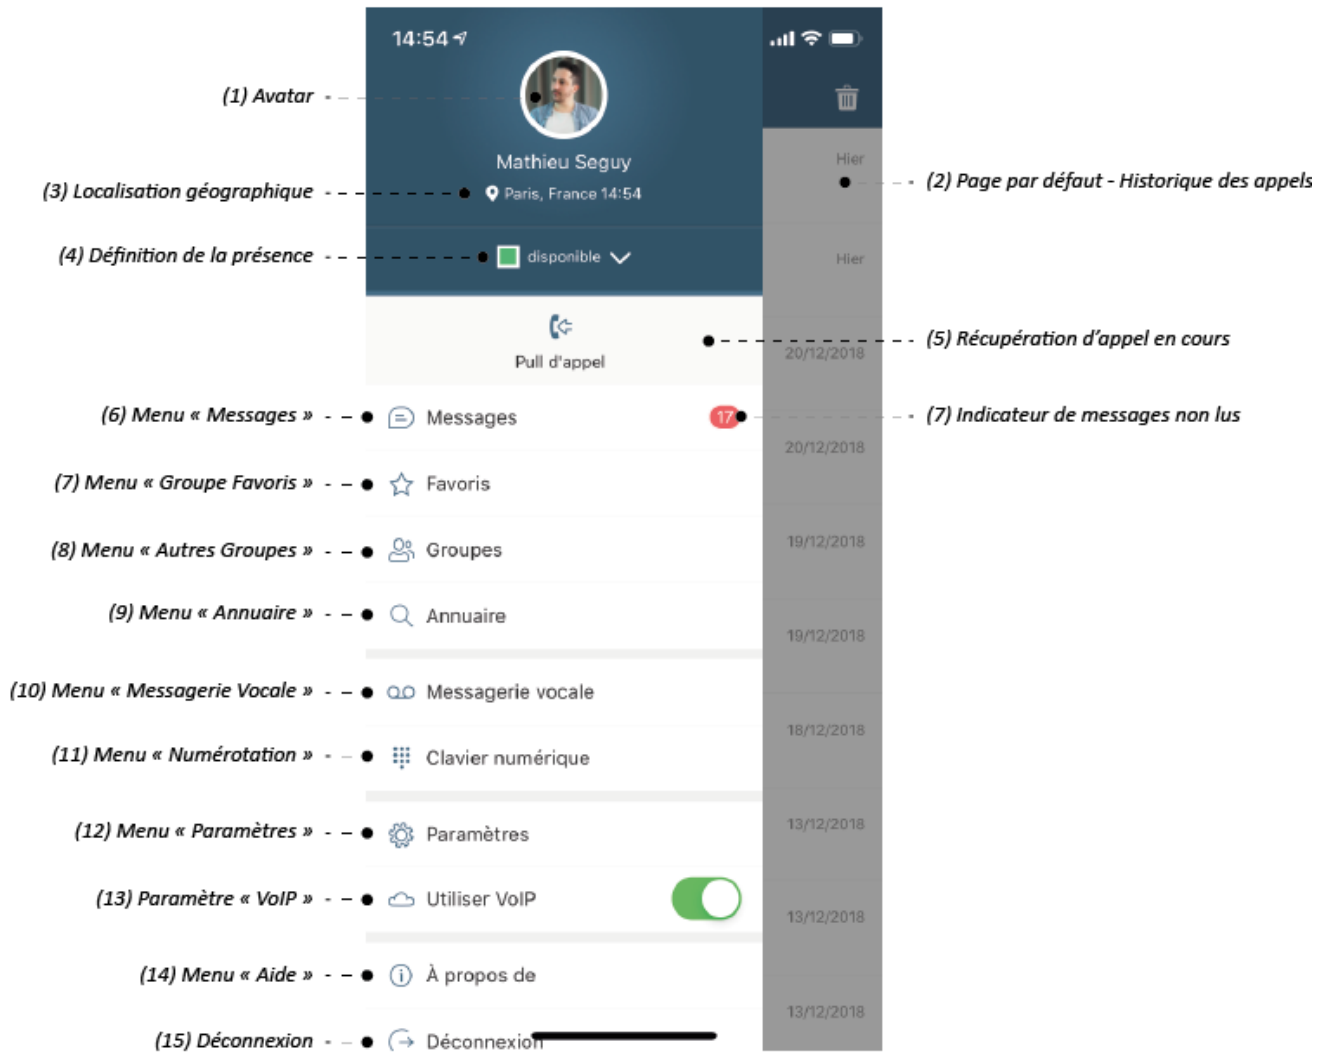 14:54
(1) Avatar
Mathieu Seguy
Hier
(2) Page par défaut - Historique des appels
(3) Localisation géographique
Paris, France 14:54
(4) Définition de la présence
disponible
Hier
Pull d'appel
(5) Récupération d'appel en cours
20/12/2018
(6) Menu « Messages »
Messages
17
(7) Indicateur de messages non lus
20/12/2018
(7) Menu « Groupe Favoris »
Favoris
(8) Menu « Autres Groupes »
Groupes
19/12/2018
(9) Menu « Annuaire »
Annuaire
19/12/2018
(10) Menu « Messagerie Vocale »
Messagerie vocale
18/12/2018
(11) Menu « Numérotation »
Clavier numérique
(12) Menu « Paramètres »
Paramètres
13/12/2018
(13) Paramètre « VoIP »
Utiliser VoIP
13/12/2018
(14) Menu « Aide »
À propos de
13/12/2018
(15) Déconnexion
Déconnexion